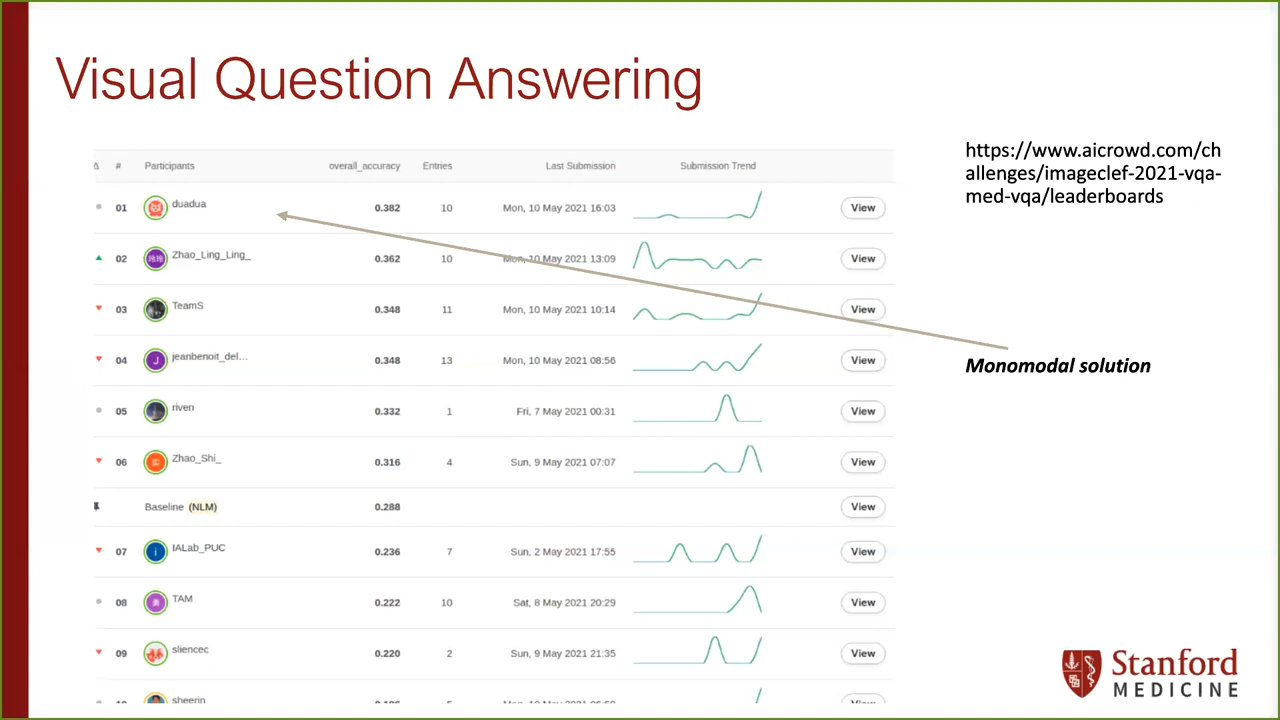 Visual Question Answering
Δ # Participants overall_accuracy Entries Last Submission Submission Trend
01 duadua 0.382 10 Mon, 10 May 2021 16:03 View
02 Zhao_Ling_Ling_ 0.362 10 Mon, 10 May 2021 13:09 View
03 TeamS 0.348 11 Mon, 10 May 2021 10:14 View
04 J jeanbenoit_del... 0.348 13 Mon, 10 May 2021 08:56 View
05 riven 0.332 1 Fri, 7 May 2021 00:31 View
06 Zhao_Shi_ 0.316 4 Sun, 9 May 2021 07:07 View
Baseline (NLM) 0.288 View
07 i IALab_PUC 0.236 7 Sun, 2 May 2021 17:55 View
08 TAM 0.222 10 Sat, 8 May 2021 20:29 View
09 sliencec 0.220 2 Sun, 9 May 2021 21:35 View
sheerin
https://www.aicrowd.com/ch
allenges/imageclef-2021-vqa-
med-vqa/leaderboards
Monomodal solution
Stanford
MEDICINE